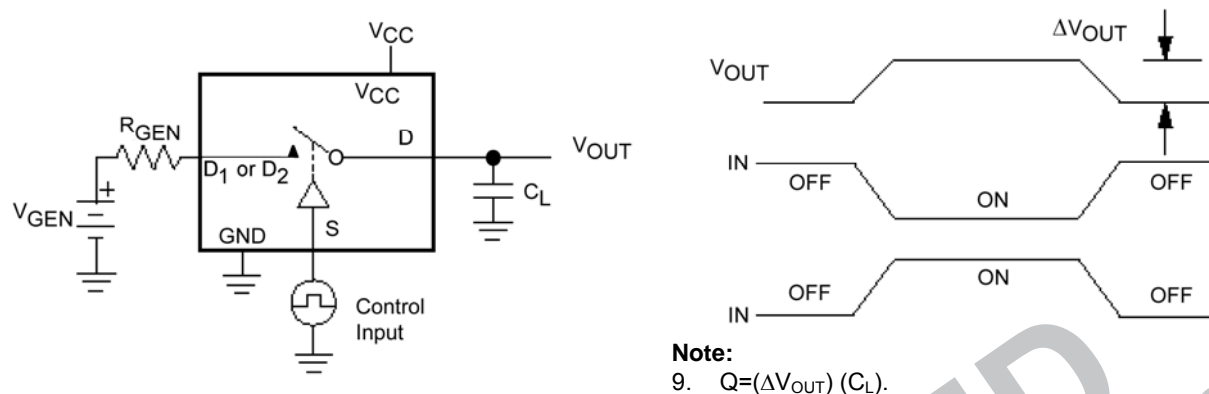 VCC
VCC
RGEN
D
VOUT
D1 or D2
+
CL
VGEN
S
GND
Control
Input
ΔVOUT
VOUT
IN
OFF
ON
OFF
OFF
ON
OFF
IN
Note:
9. Q=(ΔVOUT) (CL).